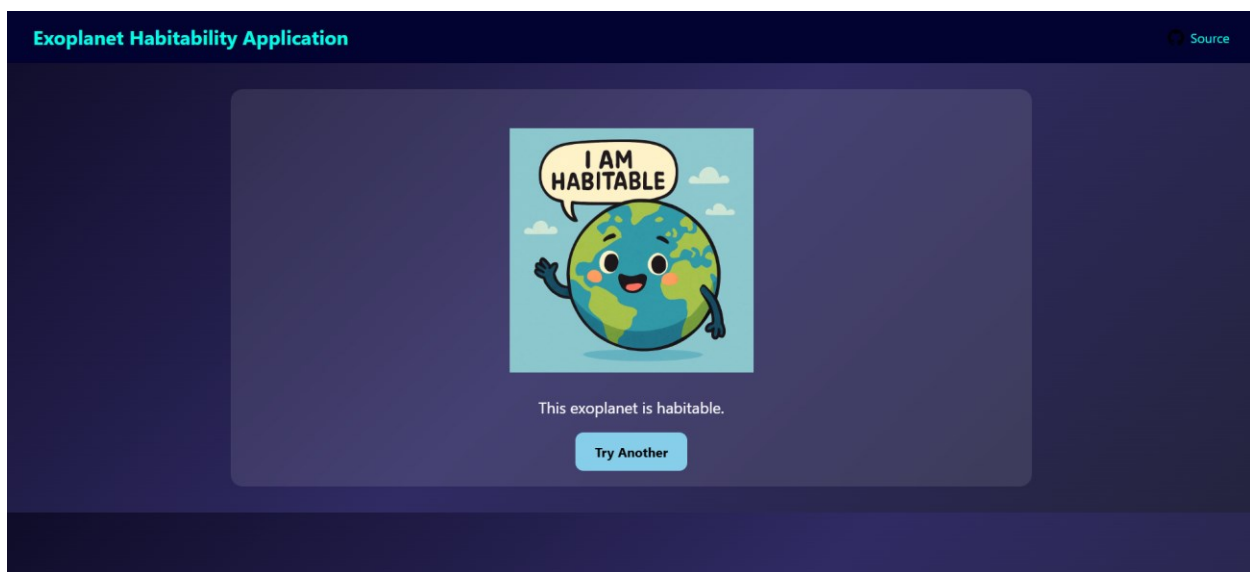 Exoplanet Habitability Application
Source
I AM
HABITABLE
This exoplanet is habitable.
Try Another